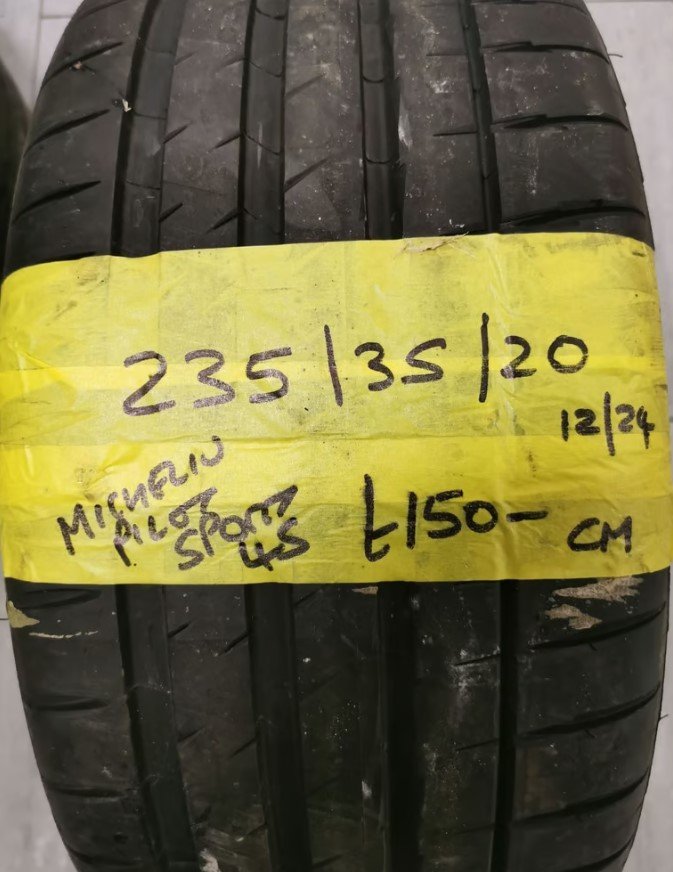 235/35/20
12/24
MICHELIN
PILOT
SPORT
4S
£150-
CM